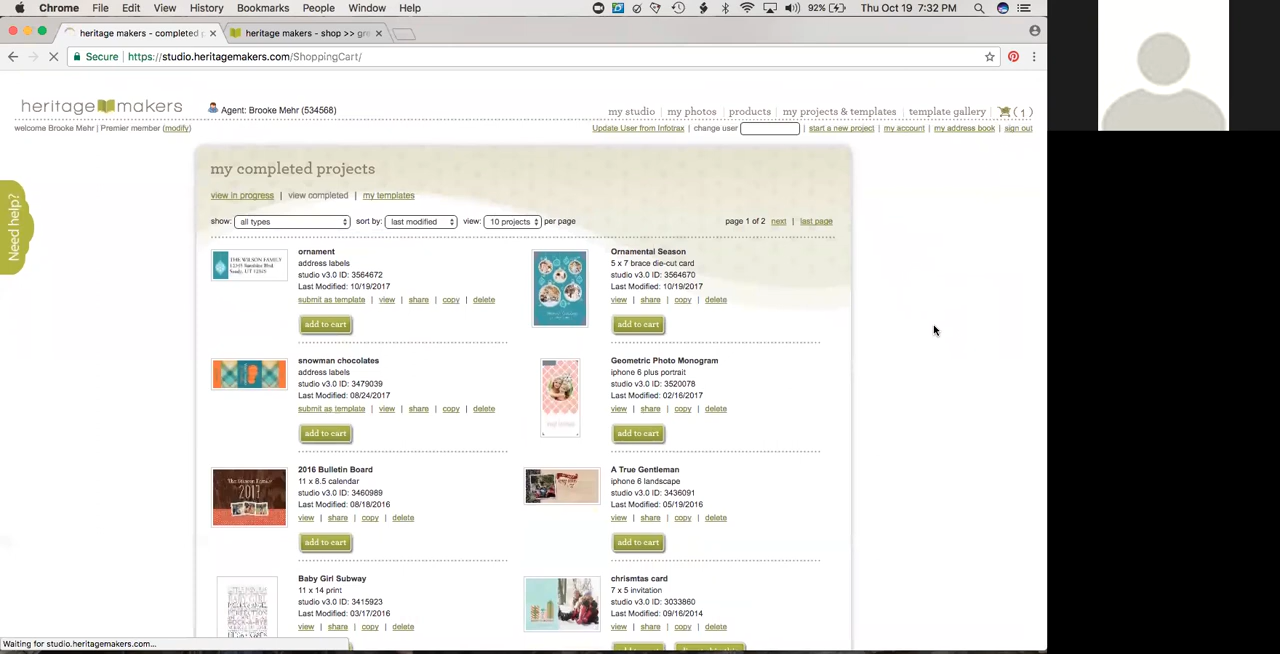 Chrome File Edit View History Bookmarks People Window Help 92% Thu Oct 19 7:32 PM
heritage makers - completed p heritage makers - shop >> gre
Secure https://studio.heritagemakers.com/ShoppingCart/
heritage makers Agent: Brooke Mehr (534568) my studio my photos products my projects & templates template gallery ( 1 )
welcome Brooke Mehr | Premier member (modify) Update User from Infotrax | change user | start a new project | my account | my address book | sign out
Need help?
my completed projects
view in progress | view completed | my templates
show: all types sort by: last modified view: 10 projects per page page 1 of 2 next | last page
THE WILSON FAMILY
12345 Sunshine Blvd
Sandy, UT 12345
ornament
address labels
studio v3.0 ID: 3564672
Last Modified: 10/19/2017
submit as template | view | share | copy | delete
add to cart
Ornamental Season
5 x 7 brace die-cut card
studio v3.0 ID: 3564670
Last Modified: 10/19/2017
view | share | copy | delete
add to cart
snowman chocolates
address labels
studio v3.0 ID: 3479039
Last Modified: 08/24/2017
submit as template | view | share | copy | delete
add to cart
Geometric Photo Monogram
iphone 6 plus portrait
studio v3.0 ID: 3520078
Last Modified: 02/16/2017
view | share | copy | delete
add to cart
2017
2016 Bulletin Board
11 x 8.5 calendar
studio v3.0 ID: 3460989
Last Modified: 08/18/2016
view | share | copy | delete
add to cart
A True Gentleman
iphone 6 landscape
studio v3.0 ID: 3436091
Last Modified: 05/19/2016
view | share | copy | delete
add to cart
Baby Girl Subway
11 x 14 print
studio v3.0 ID: 3415923
Last Modified: 03/17/2016
view | share | copy | delete
chrismtas card
7 x 5 invitation
studio v3.0 ID: 3033860
Last Modified: 09/16/2014
view | share | copy | delete
Waiting for studio.heritagemakers.com...